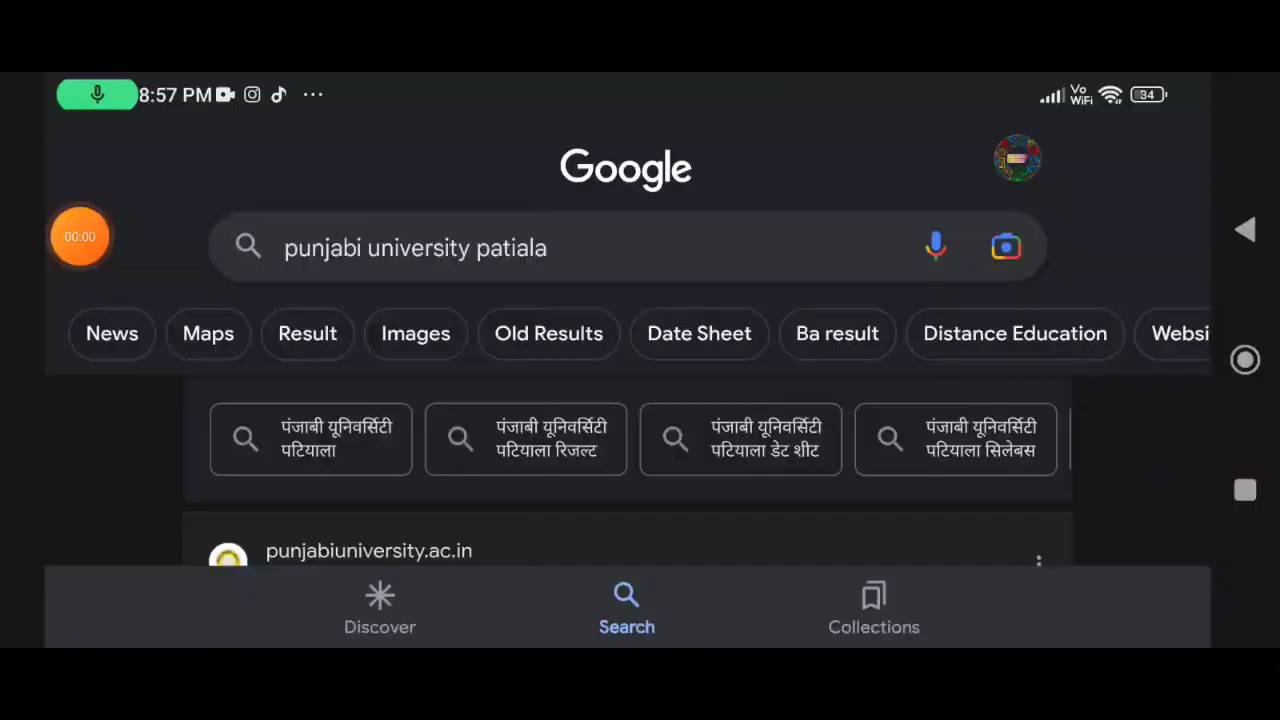 8:57 PM
Vo
WiFi
34
Google
00:00
punjabi university patiala
News
Maps
Result
Images
Old Results
Date Sheet
Ba result
Distance Education
Websi
पंजाबी यूनिवर्सिटी
पटियाला
पंजाबी यूनिवर्सिटी
पटियाला रिजल्ट
पंजाबी यूनिवर्सिटी
पटियाला डेट शीट
पंजाबी यूनिवर्सिटी
पटियाला सिलेबस
punjabiuniversity.ac.in
Discover
Search
Collections